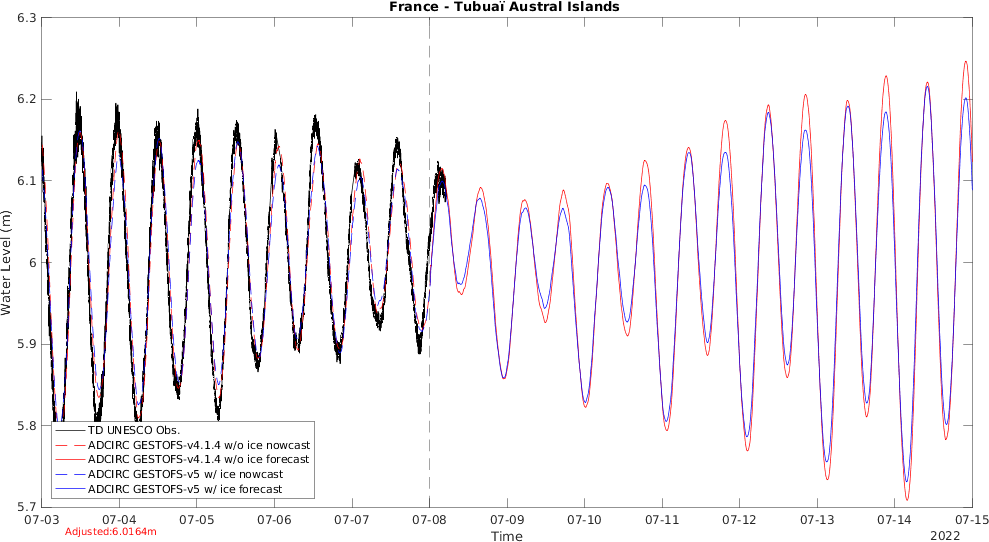 France - Tubuaï Austral Islands
6.3
6.2
6.1
6
5.9
5.8
5.7
Water Level (m)
TD UNESCO Obs.
ADCIRC GESTOFS-v4.1.4 w/o ice nowcast
ADCIRC GESTOFS-v4.1.4 w/o ice forecast
ADCIRC GESTOFS-v5 w/ ice nowcast
ADCIRC GESTOFS-v5 w/ ice forecast
07-03 07-04 07-05 07-06 07-07 07-08 07-09 07-10 07-11 07-12 07-13 07-14 07-15
Adjusted:6.0164m
Time
2022